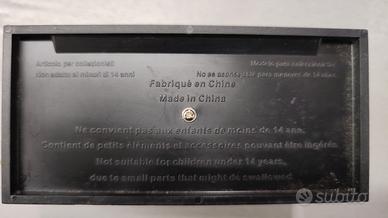 Articolo per collezionisti
Non adatto ai minori di 14 anni
Modelo para coleccionista
No se aconseja para menores de 14 años.
Fabriqué en Chine
Made in China
Ne convient pas aux enfants de moins de 14 ans.
Contient de petits éléments et accessoires pouvant être ingérés.
Not suitable for children under 14 years,
due to small parts that might be swallowed.
subito